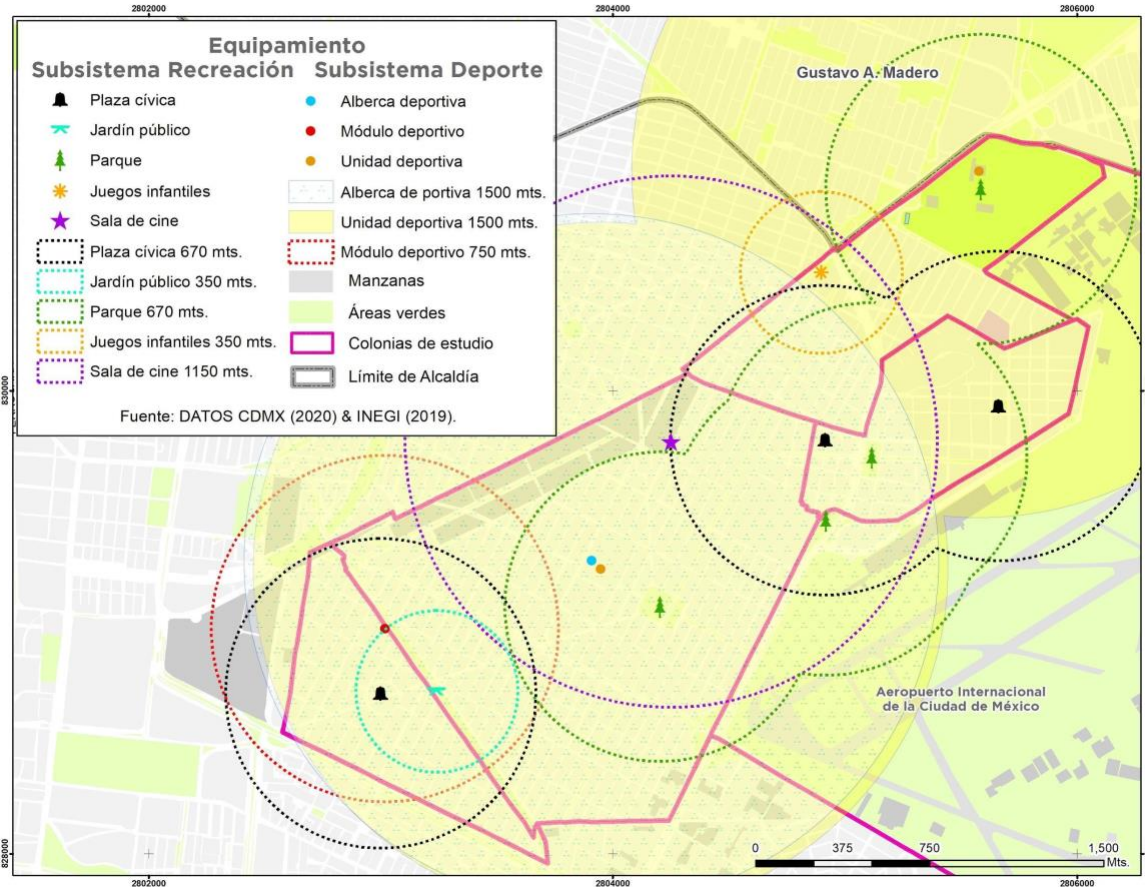 2802000
2804000
2806000
Equipamiento
Subsistema Recreación
Plaza cívica
Jardín público
Parque
Juegos infantiles
Sala de cine
Plaza cívica 670 mts.
Jardín público 350 mts.
Parque 670 mts.
Juegos infantiles 350 mts.
Sala de cine 1150 mts.
Subsistema Deporte
Alberca deportiva
Módulo deportivo
Unidad deportiva
Alberca de portiva 1500 mts.
Unidad deportiva 1500 mts.
Módulo deportivo 750 mts.
Manzanas
Áreas verdes
Colonias de estudio
Límite de Alcaldía
Fuente: DATOS CDMX (2020) & INEGI (2019).
Gustavo A. Madero
830000
830000
Aeropuerto Internacional
de la Ciudad de México
0 375 750 1,500
Mts.
828000
828000
2802000
2804000
2806000